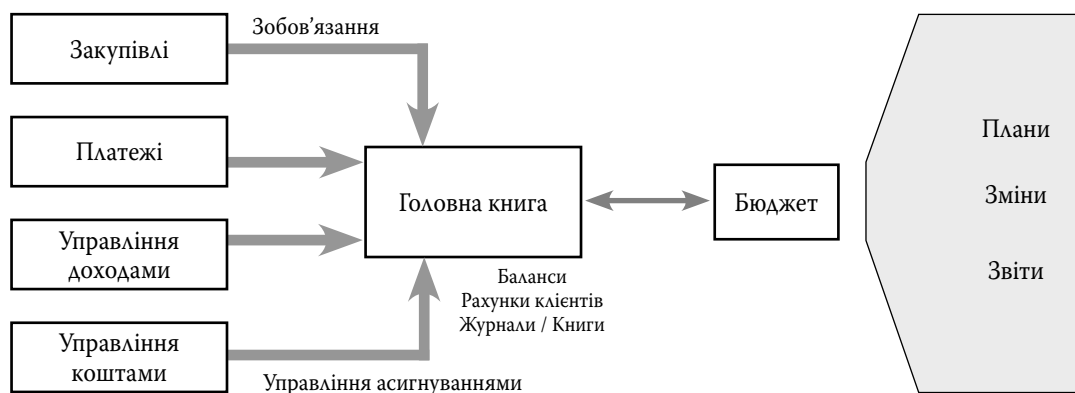 Зобов’язання
Закупівлі
Платежі
Управління
доходами
Управління
коштами
Управління асигнуваннями
Головна книга
Баланси
Рахунки клієнтів
Журнали / Книги
Бюджет
Плани
Зміни
Звіти